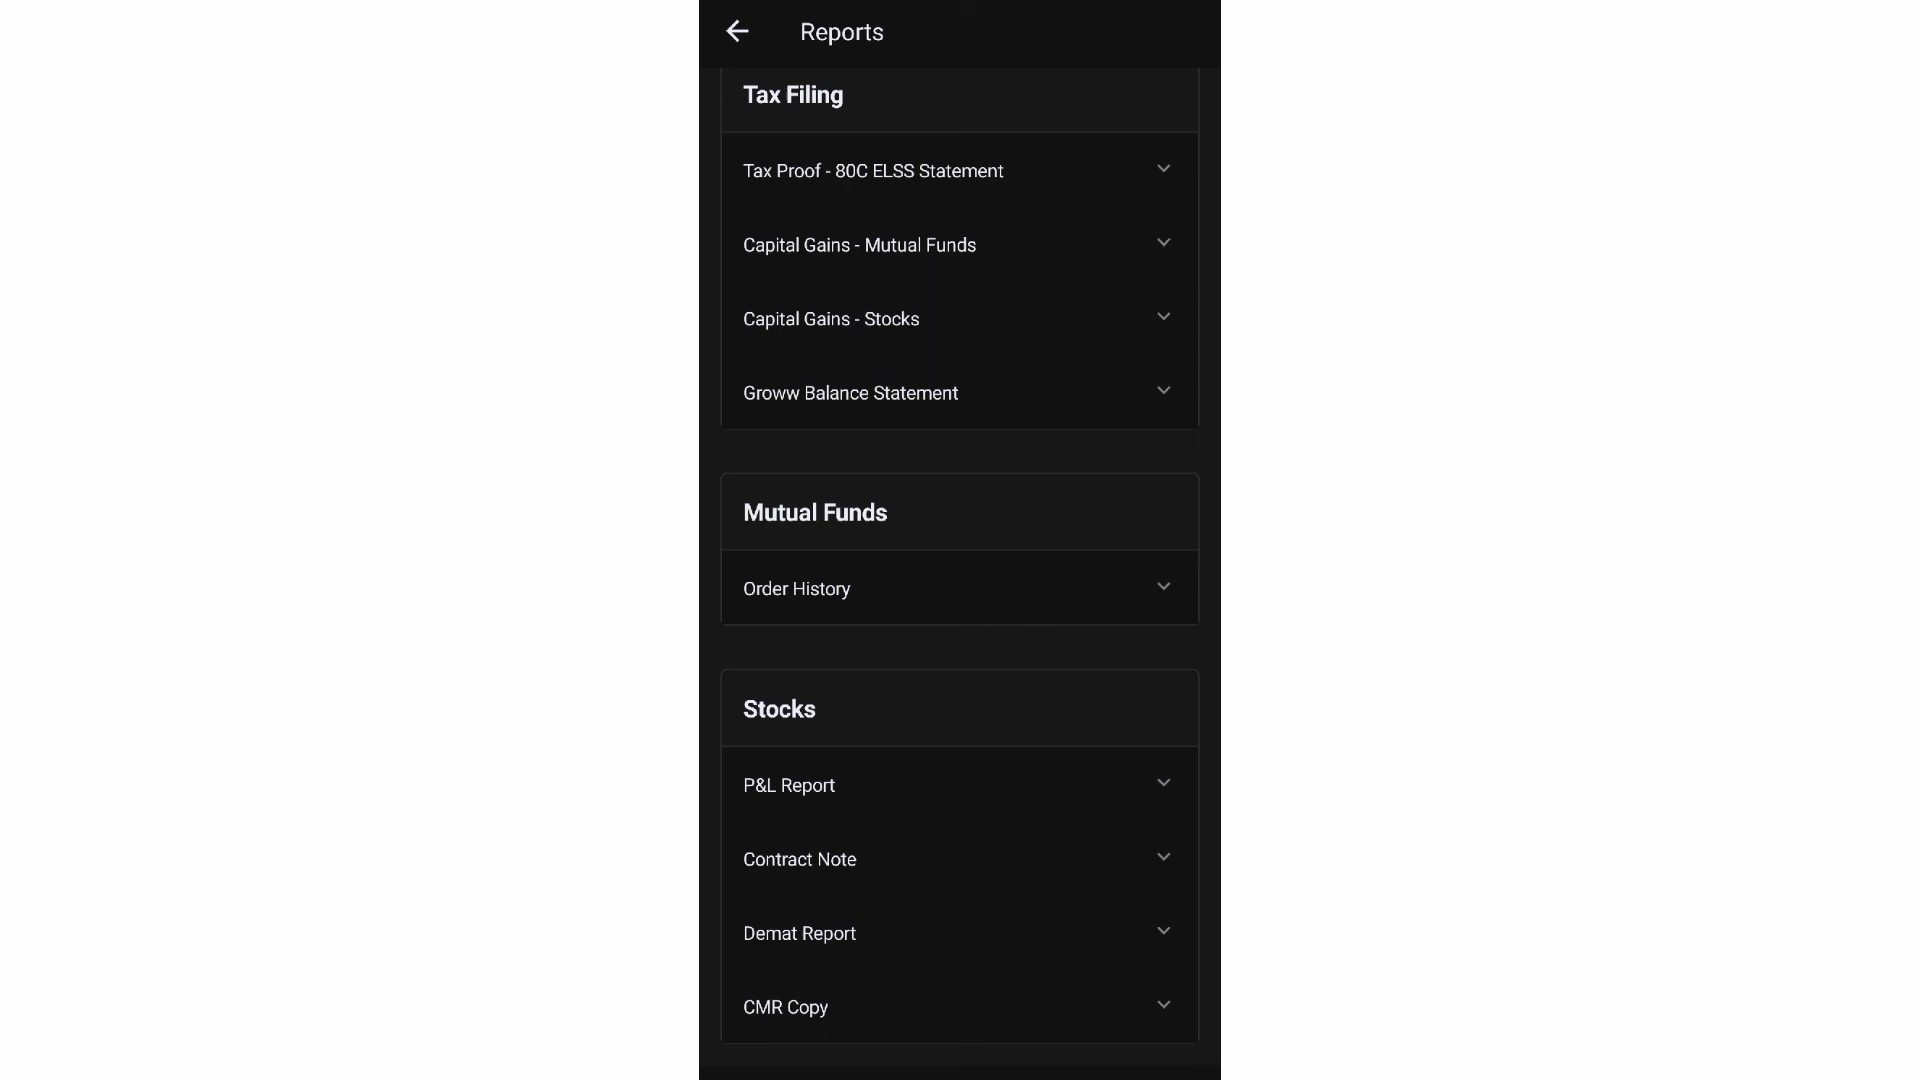 Reports
Tax Filing
Tax Proof - 80C ELSS Statement
Capital Gains - Mutual Funds
Capital Gains - Stocks
Groww Balance Statement
Mutual Funds
Order History
Stocks
P&L Report
Contract Note
Demat Report
CMR Copy